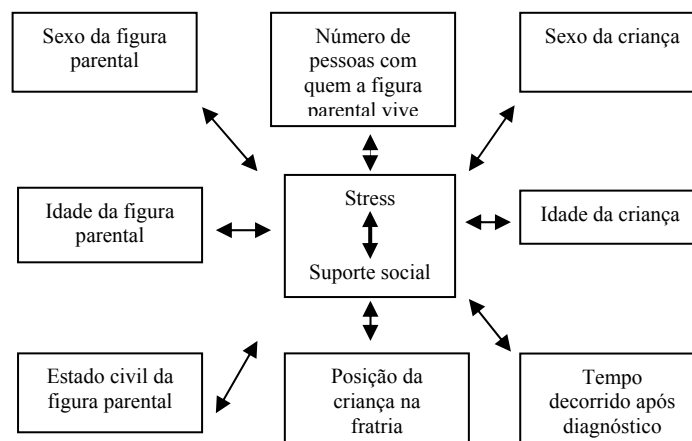 Sexo da figura
parental
Número de
pessoas com
quem a figura
parental vive
Sexo da criança
Idade da figura
parental
Stress
Suporte social
Idade da criança
Estado civil da
figura parental
Posição da
criança na
fratria
Tempo
decorrido após
diagnóstico